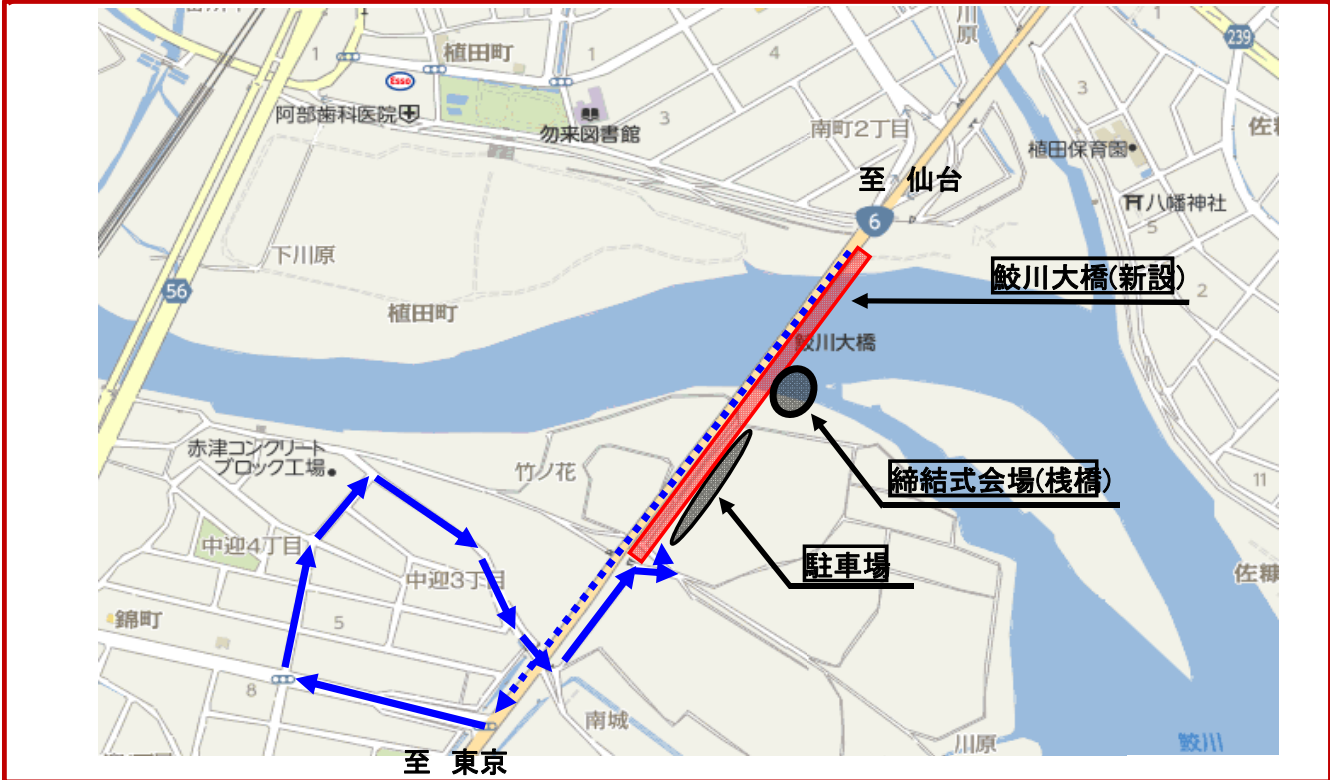 1
植田町
1
4
川原
1
239
Esso
3
阿部歯科医院
勿来図書館
3
南町2丁目
植田保育園
佐糠
至 仙台
八幡神社
6
5
下川原
鮫川大橋(新設)
56
2
植田町
鮫川大橋
赤津コンクリート
ブロック工場
竹ノ花
締結式会場(桟橋)
11
中迎4丁目
駐車場
中迎3丁目
佐糠
錦町
5
8
南城
川原
鮫川
至 東京